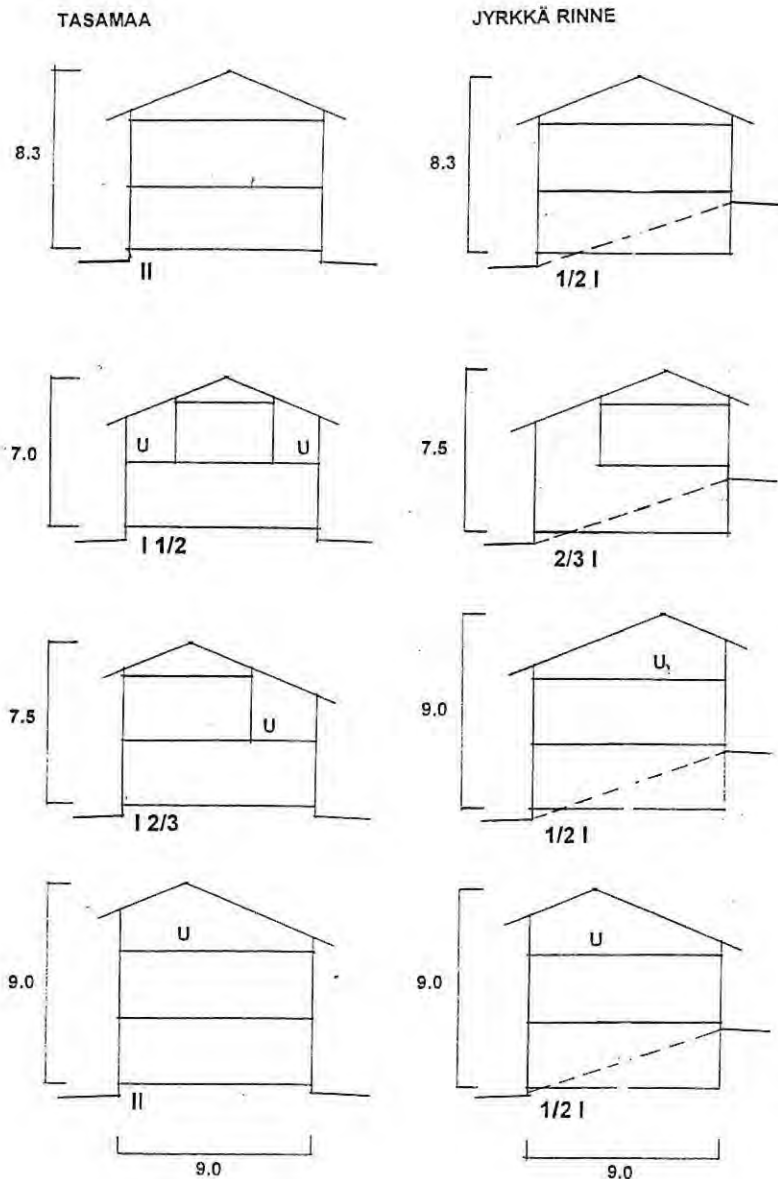 TASAMAA
JYRKKÄ RINNE
8.3
II
8.3
1/2 I
7.0
U
U
I 1/2
7.5
2/3 I
7.5
U
I 2/3
9.0
U
1/2 I
9.0
U
II
9.0
U
1/2 I
9.0
9.0